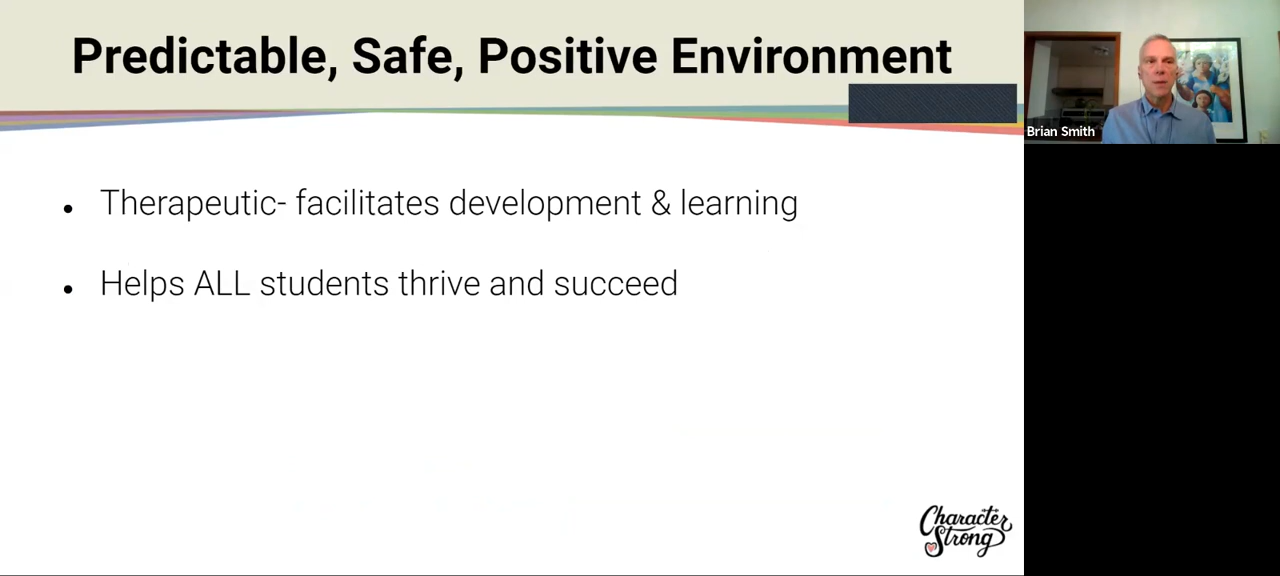 Predictable, Safe, Positive Environment
Brian Smith
• Therapeutic- facilitates development & learning
• Helps ALL students thrive and succeed
Character
Strong